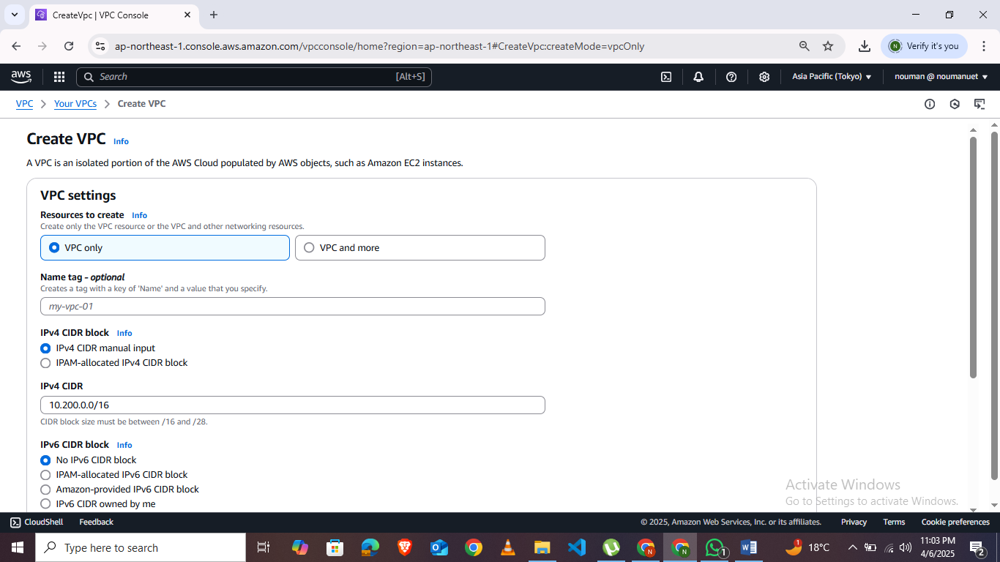 CreateVpc | VPC Console
ap-northeast-1.console.aws.amazon.com/vpcconsole/home?region=ap-northeast-1#CreateVpc:createMode=vpcOnly
N
Verify it's you
aws
Search
[Alt+S]
Asia Pacific (Tokyo)
nouman @ noumanuet
VPC
Your VPCs
Create VPC
Create VPC Info
A VPC is an isolated portion of the AWS Cloud populated by AWS objects, such as Amazon EC2 instances.
VPC settings
Resources to create Info
Create only the VPC resource or the VPC and other networking resources.
VPC only
VPC and more
Name tag - optional
Creates a tag with a key of 'Name' and a value that you specify.
my-vpc-01
IPv4 CIDR block Info
IPv4 CIDR manual input
IPAM-allocated IPv4 CIDR block
IPv4 CIDR
10.200.0.0/16
CIDR block size must be between /16 and /28.
IPv6 CIDR block Info
No IPv6 CIDR block
IPAM-allocated IPv6 CIDR block
Amazon-provided IPv6 CIDR block
IPv6 CIDR owned by me
Activate Windows
Go to Settings to activate Windows.
CloudShell
Feedback
© 2025, Amazon Web Services, Inc. or its affiliates.
Privacy
Terms
Cookie preferences
Type here to search
N
N
1
1
18°C
11:03 PM
4/6/2025
2